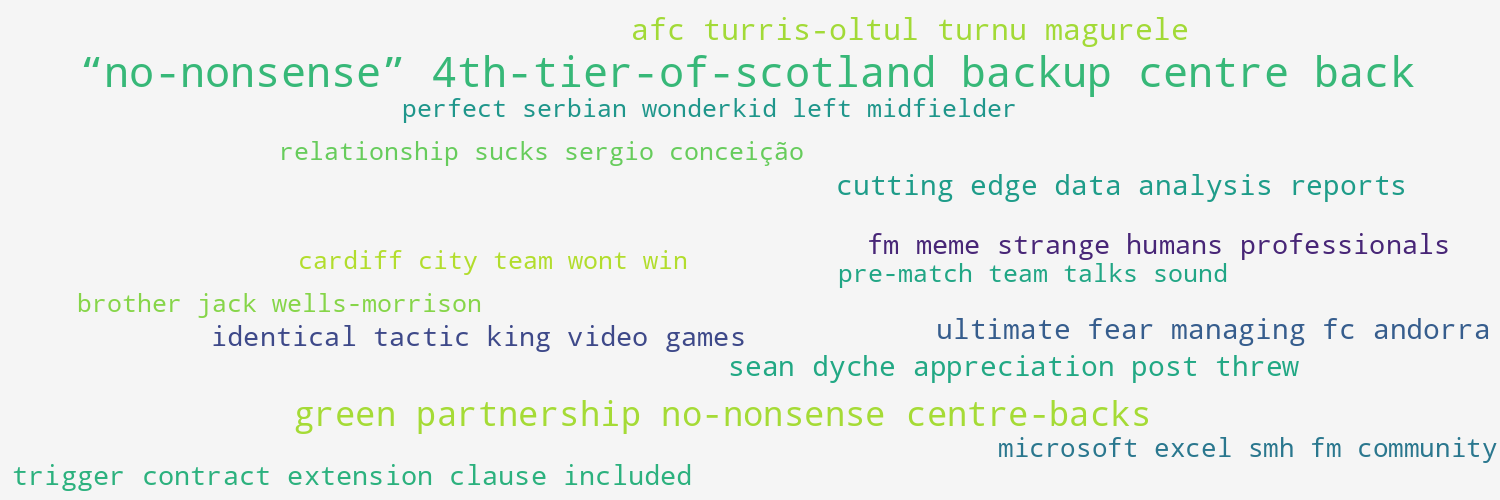 afc turris-oltul turnu magurele
“no-nonsense” 4th-tier-of-scotland backup centre back
perfect serbian wonderkid left midfielder
relationship sucks sergio conceição
cutting edge data analysis reports
fm meme strange humans professionals
cardiff city team wont win
pre-match team talks sound
brother jack wells-morrison
ultimate fear managing fc andorra
identical tactic king video games
sean dyche appreciation post threw
green partnership no-nonsense centre-backs
microsoft excel smh fm community
trigger contract extension clause included